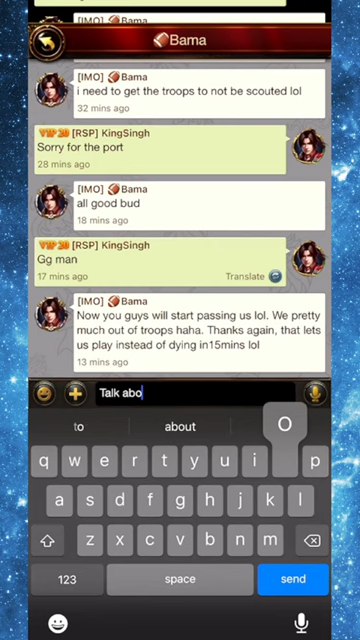 [IMO] 🏈Bama
🏈Bama
[IMO] 🏈Bama
i need to get the troops to not be scouted lol
32 mins ago
VIP 20 [RSP] KingSingh
Sorry for the port
28 mins ago
[IMO] 🏈Bama
all good bud
18 mins ago
VIP 20 [RSP] KingSingh
Gg man
17 mins ago Translate
[IMO] 🏈Bama
Now you guys will start passing us lol. We pretty
much out of troops haha. Thanks again, that lets
us play instead of dying in15mins lol
13 mins ago
Talk abo
to about
O
q w e r t y u i p
a s d f g h j k l
z x c v b n m
123 space send